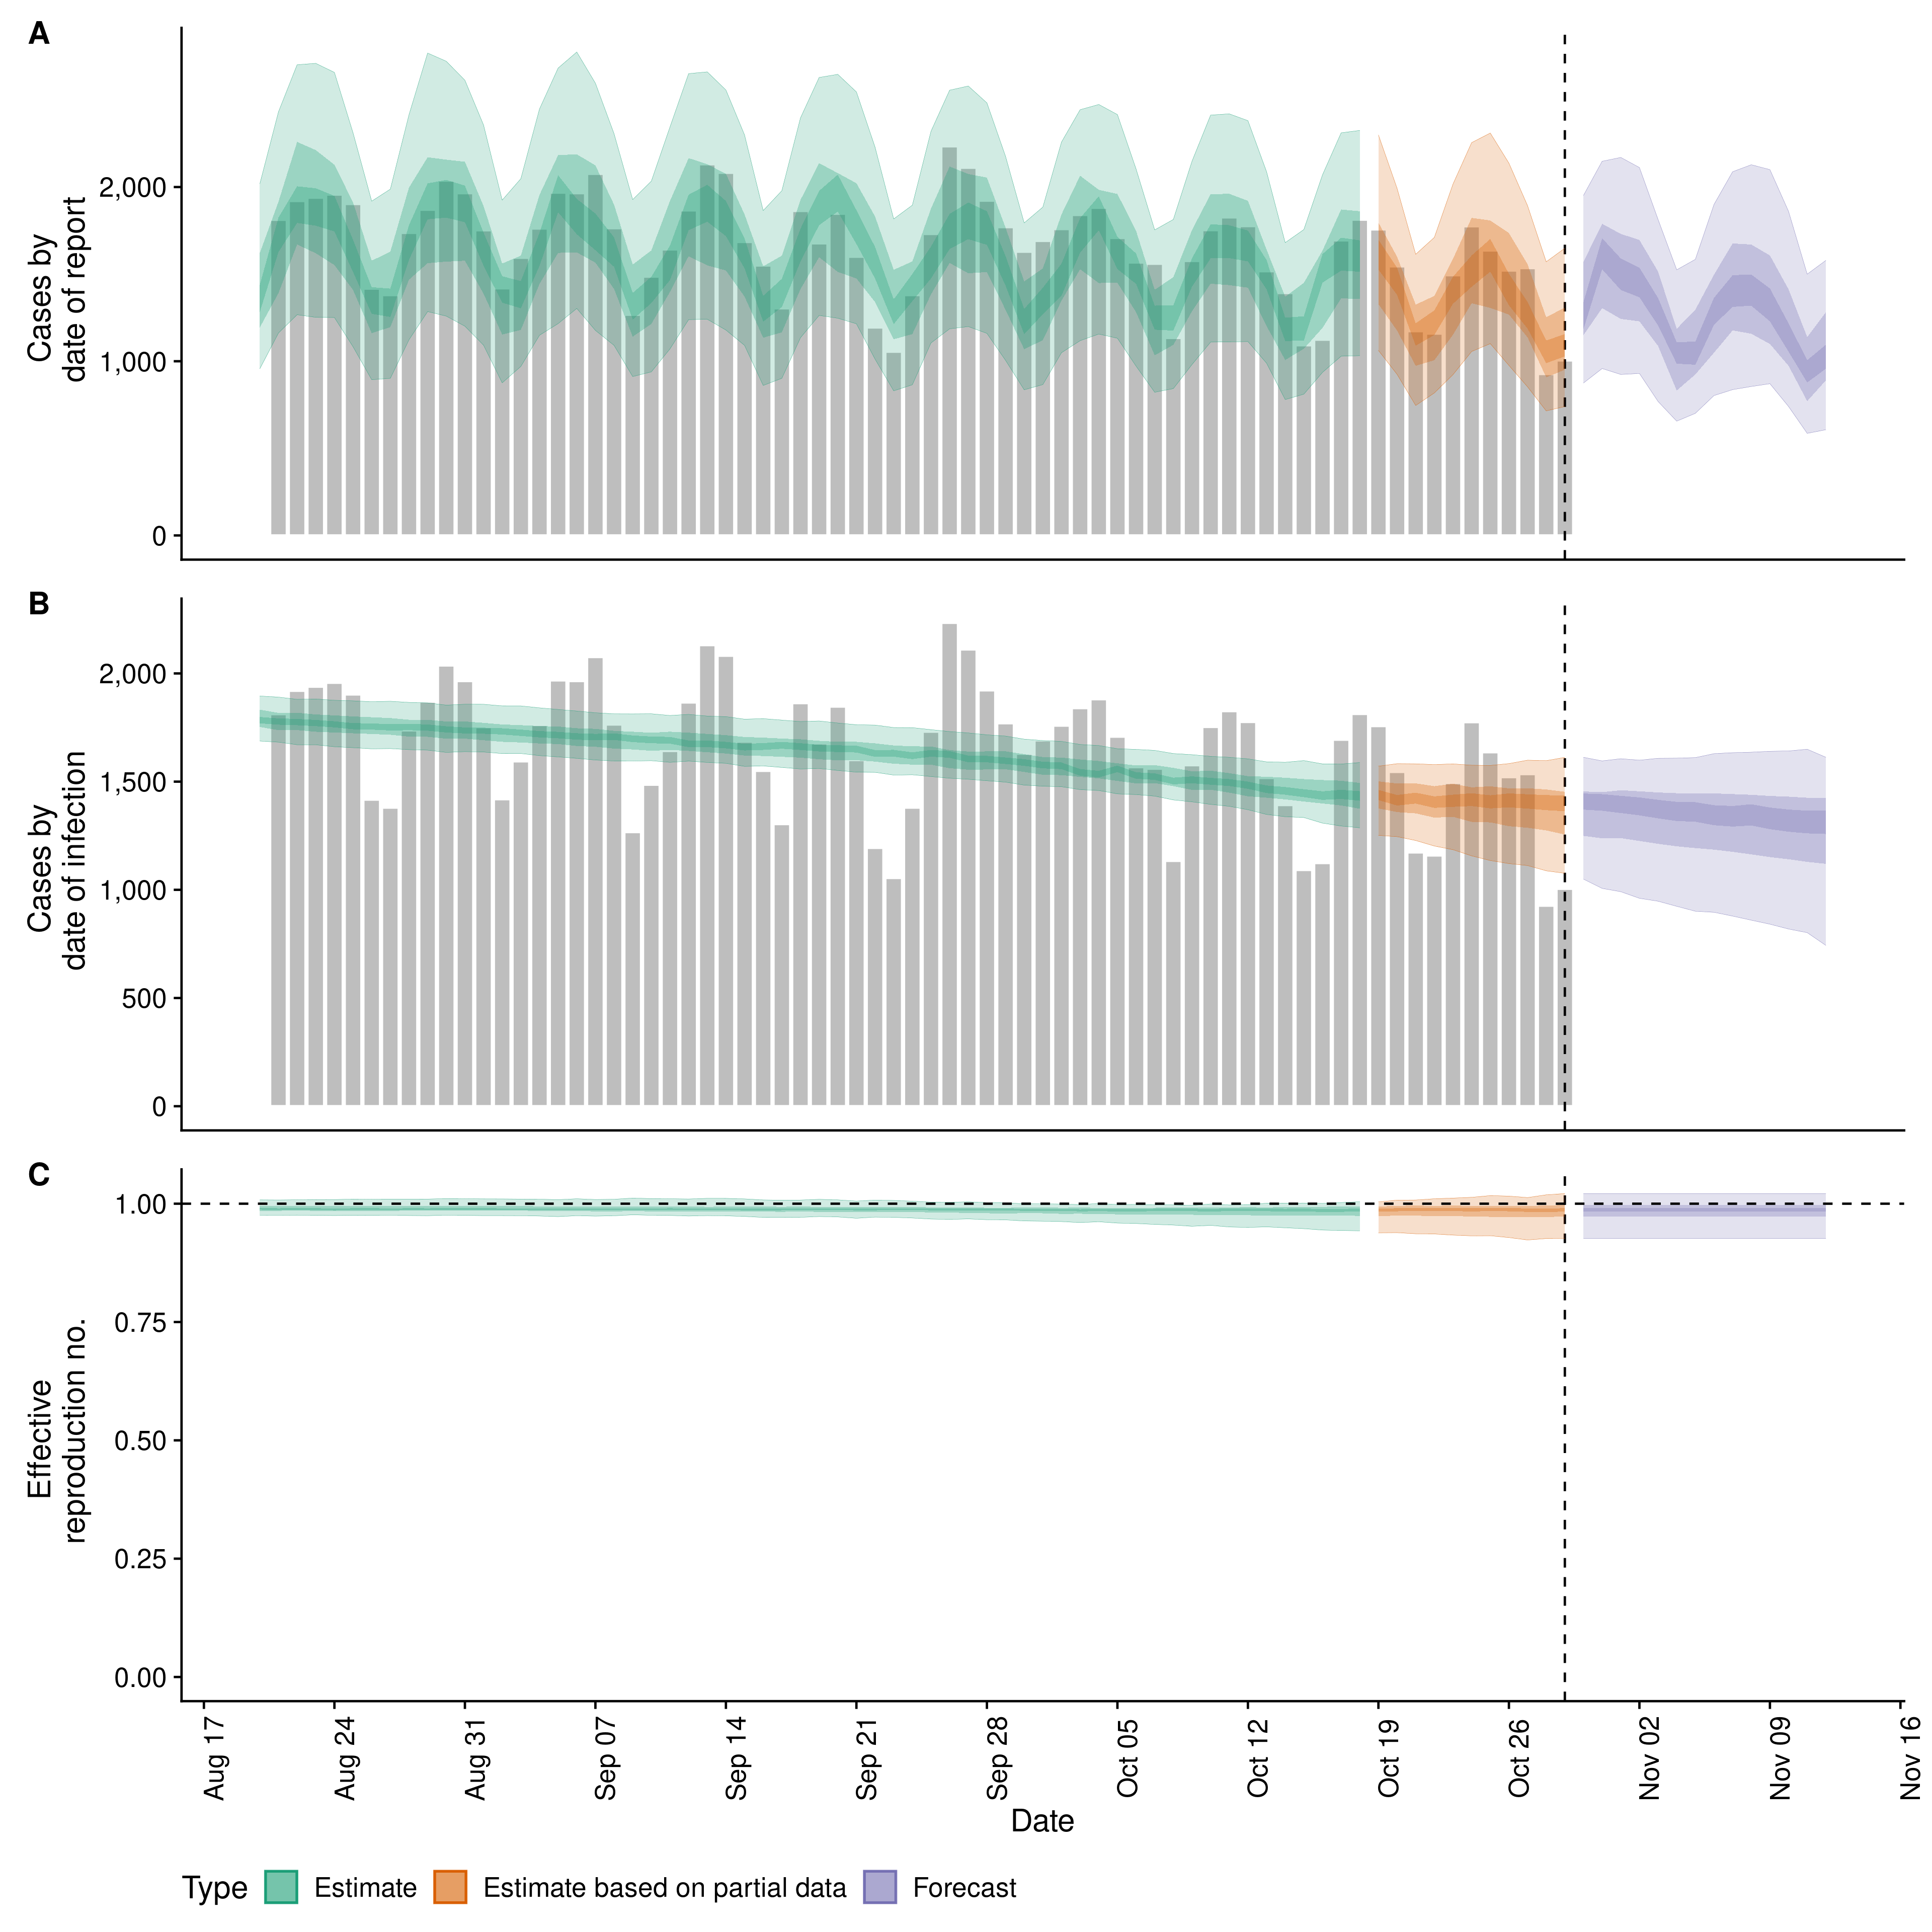 A
Cases by
date of report
2,000
1,000
0
B
Cases by
date of infection
2,000
1,500
1,000
500
0
C
Effective
reproduction no.
1.00
0.75
0.50
0.25
0.00
Aug 17
Aug 24
Aug 31
Sep 07
Sep 14
Sep 21
Sep 28
Oct 05
Oct 12
Oct 19
Oct 26
Nov 02
Nov 09
Nov 16
Date
Type Estimate Estimate based on partial data Forecast